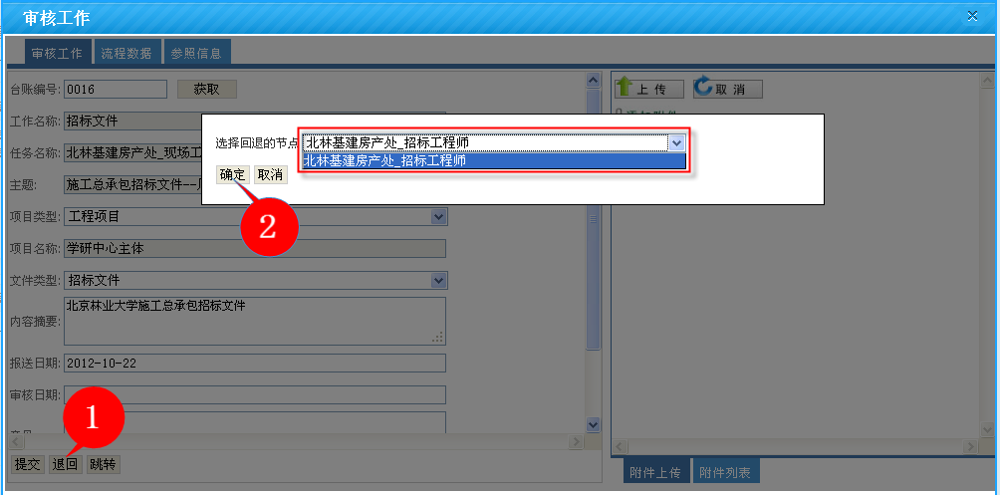 审核工作
审核工作 流程数据 参照信息
台账编号: 0016 获取
上 传 取 消
工作名称: 招标文件
选择回退的节点 北林基建房产处_招标工程师
北林基建房产处_招标工程师
任务名称: 北林基建房产处_现场工
确定 取消
主题: 施工总承包招标文件--
2
项目类型: 工程项目
项目名称: 学研中心主体
文件类型: 招标文件
内容摘要: 北京林业大学施工总承包招标文件
报送日期: 2012-10-22
审核日期:
1
提交 退回 跳转
附件上传 附件列表